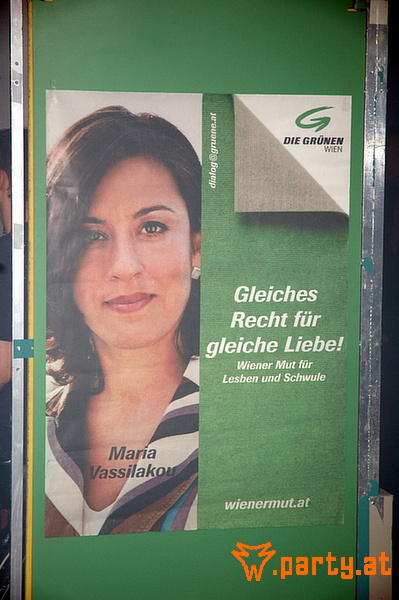 dialog@gruene.at
DIE GRÜNEN
WIEN
Gleiches
Recht für
gleiche Liebe!
Wiener Mut für
Lesben und Schwule
Maria
Vassilakou
wienermut.at
.party.at